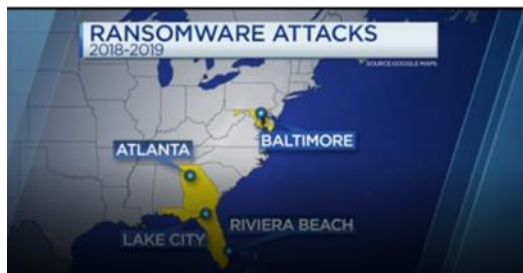 RANSOMWARE ATTACKS
2018-2019
SOURCE:GOOGLE MAPS
BALTIMORE
ATLANTA
RIVIERA BEACH
LAKE CITY